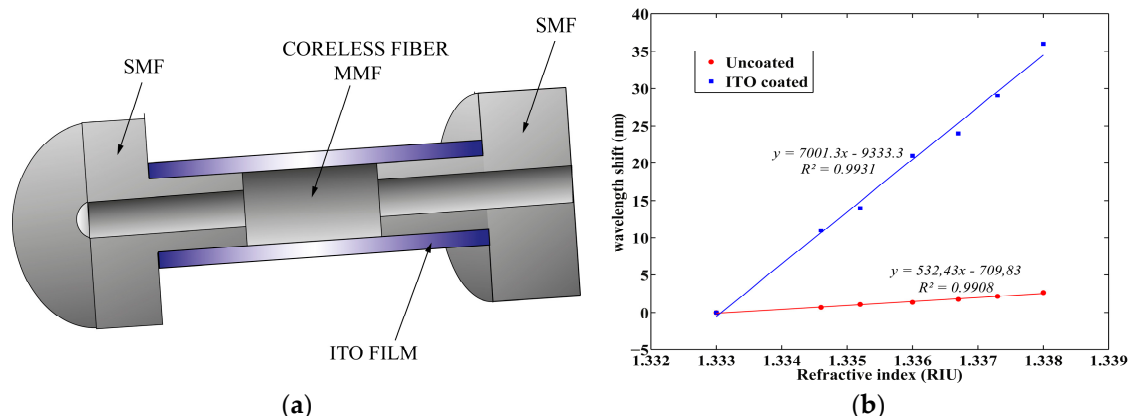 SMF
CORELESS FIBER
MMF
SMF
ITO FILM
(a)
40
35
30
25
20
15
10
5
0
−5
wavelength shift (nm)
Uncoated
ITO coated
y = 7001.3x - 9333.3
R² = 0.9931
y = 532,43x - 709,83
R² = 0.9908
1.332 1.333 1.334 1.335 1.336 1.337 1.338 1.339
Refractive index (RIU)
(b)